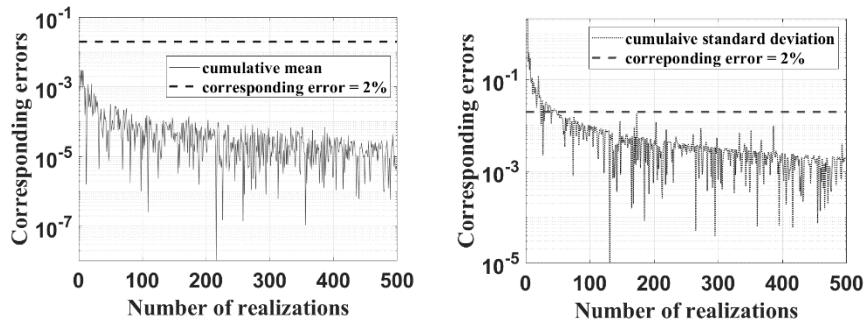 10^-1
10^-3
10^-5
10^-7
Corresponding errors
cumulative mean
corresponding error = 2%
0 100 200 300 400 500
Number of realizations
10^-1
10^-3
10^-5
Corresponding errors
cumulaive standard deviation
correponding error = 2%
0 100 200 300 400 500
Number of realizations